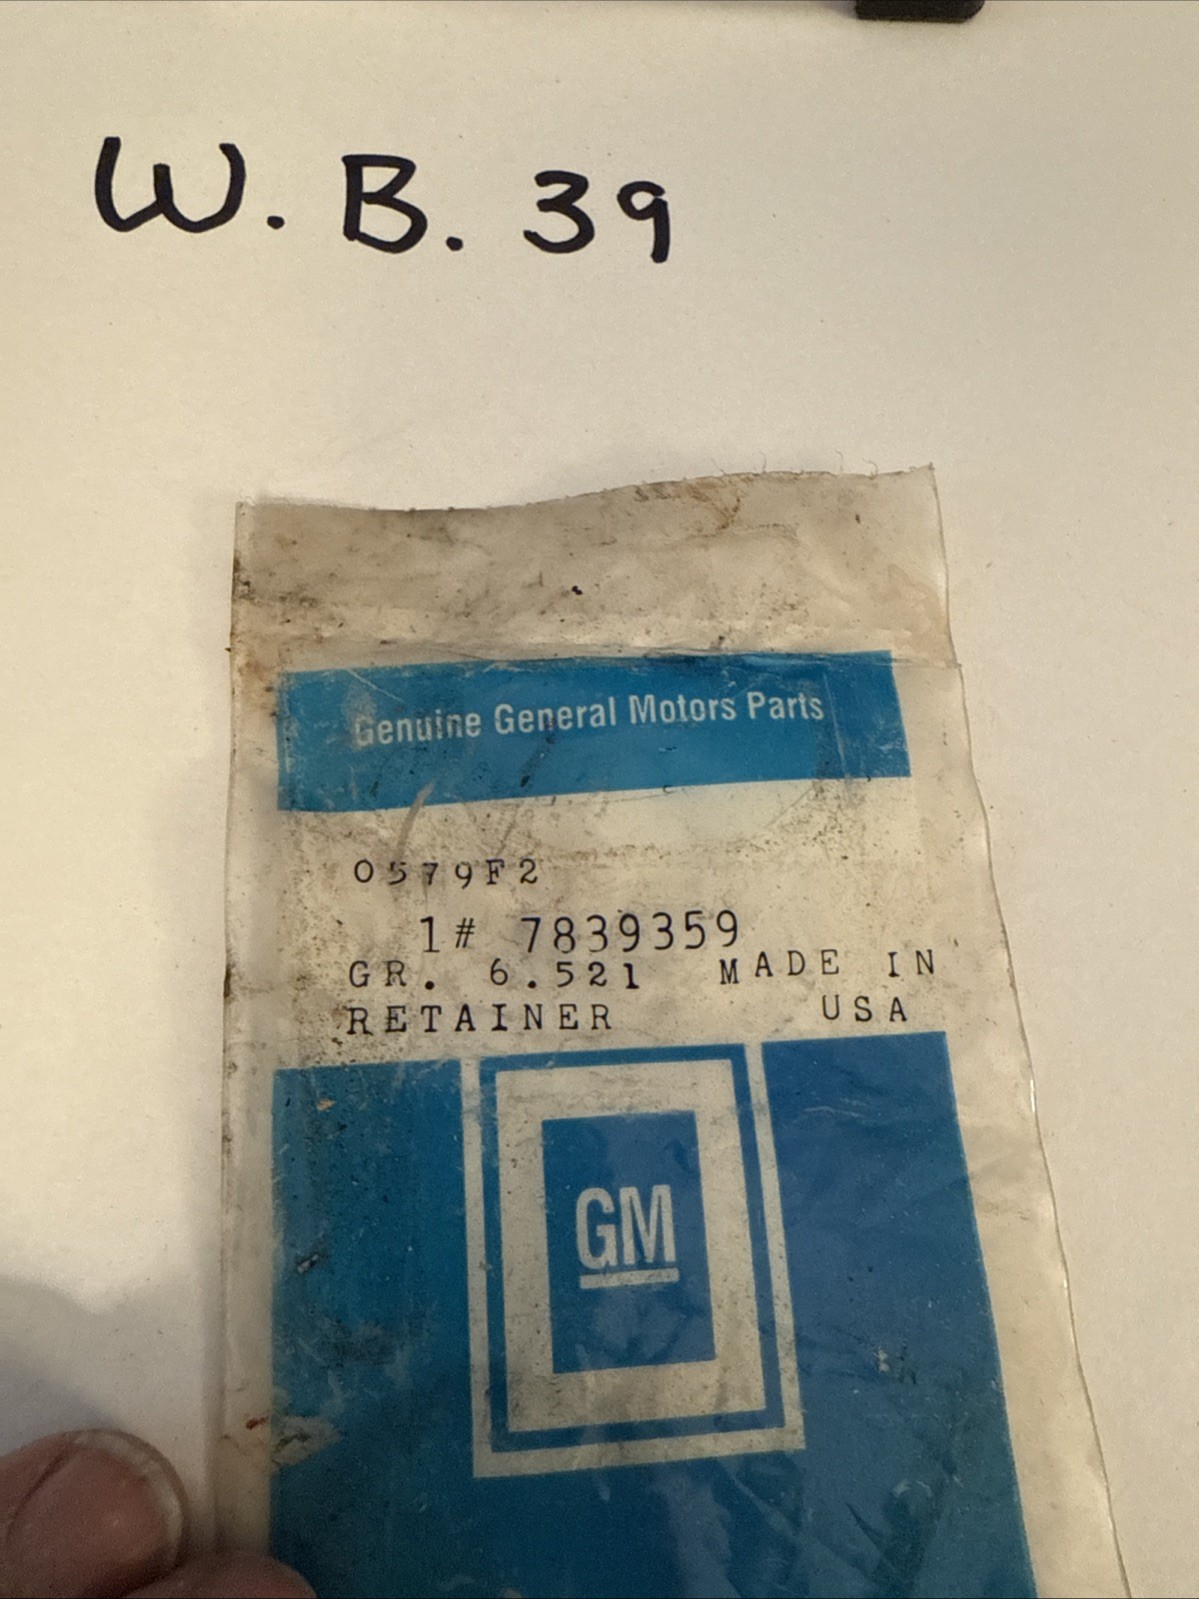 W. B. 39
Genuine General Motors Parts
0579F2
1# 7839359
GR. 6.521 MADE IN
RETAINER USA
GM